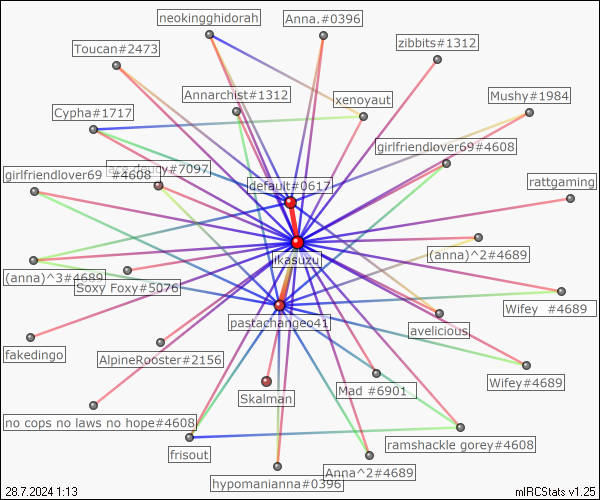 neokingghidorah
Anna.#0396
Toucan#2473
zibbits#1312
Annarchist#1312
xenoyaut
Mushy#1984
Cypha#1717
girlfriendlover69#4608
girlfriendlover69 #4608
#7097
default#0617
rattgaming
(anna)^2#4689
jkasuzu
(anna)^3#4689
Soxy Foxy#5076
Wifey #4689
pastachangeo41
avelicious
fakedingo
AlpineRooster#2156
Wifey#4689
Mad #6901
Skalman
no cops no laws no hope#4608
ramshackle gorey#4608
frisout
Anna^2#4689
hypomanianna#0396
28.7.2024 1:13
mIRCStats v1.25